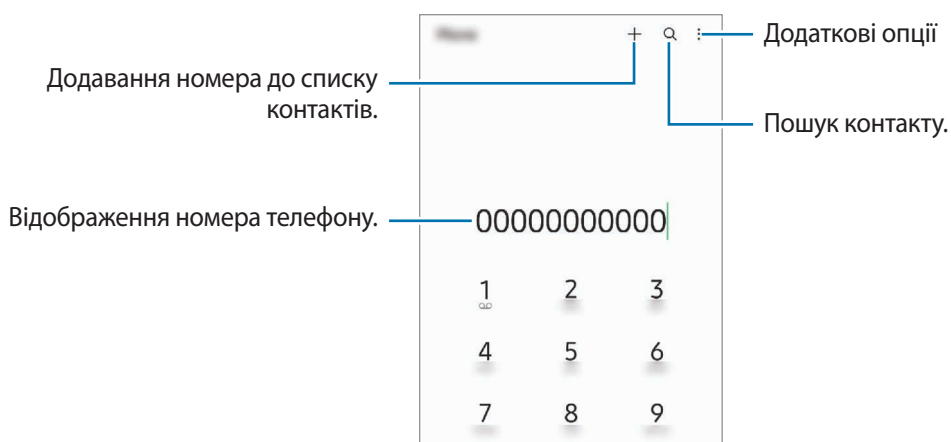 Додаткові опції
Додавання номера до списку
контактів.
Пошук контакту.
Відображення номера телефону.
00000000000
1 2 3
4 5 6
7 8 9